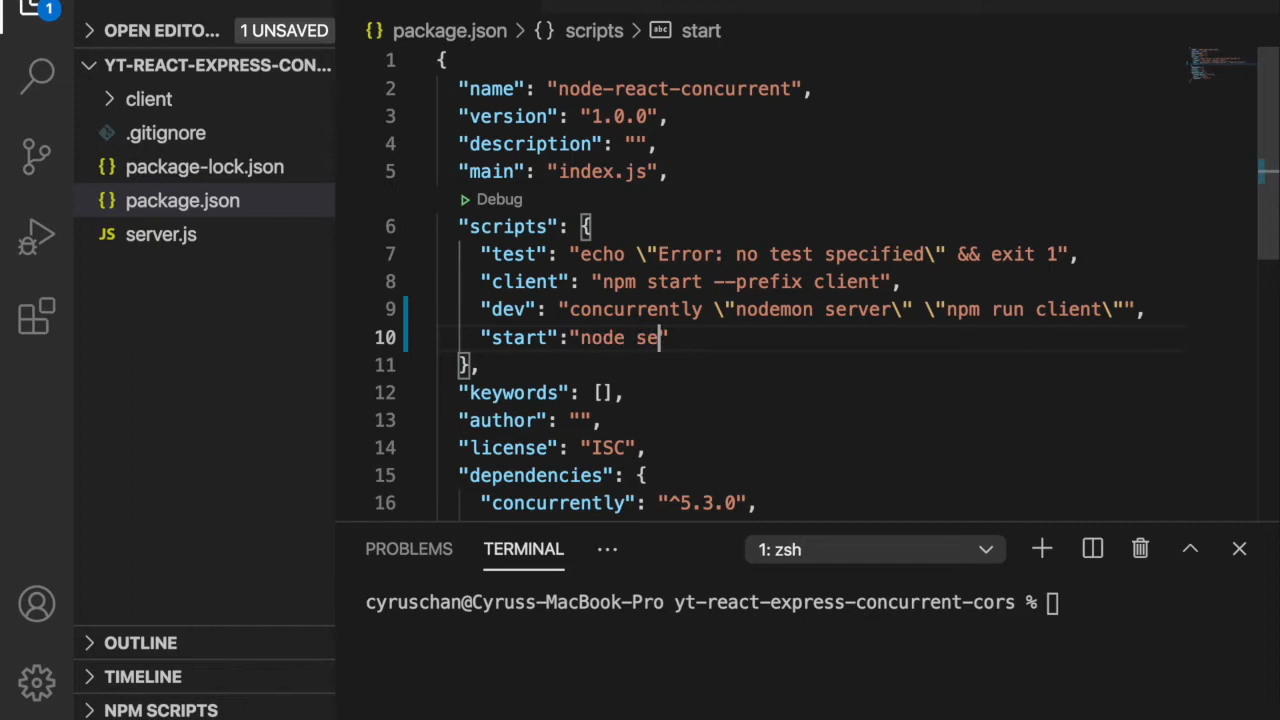 1
OPEN EDITO... 1 UNSAVED
YT-REACT-EXPRESS-CON...
client
.gitignore
{} package-lock.json
{} package.json
JS server.js
OUTLINE
TIMELINE
NPM SCRIPTS
{} package.json > {} scripts > abc start
1 {
2 "name": "node-react-concurrent",
3 "version": "1.0.0",
4 "description": "",
5 "main": "index.js",
Debug
6 "scripts": {
7 "test": "echo \"Error: no test specified\" && exit 1",
8 "client": "npm start --prefix client",
9 "dev": "concurrently \"nodemon server\" \"npm run client\"",
10 "start":"node se"
11 },
12 "keywords": [],
13 "author": "",
14 "license": "ISC",
15 "dependencies": {
16 "concurrently": "^5.3.0",
PROBLEMS TERMINAL ... 1: zsh
cyruschan@Cyruss-MacBook-Pro yt-react-express-concurrent-cors %